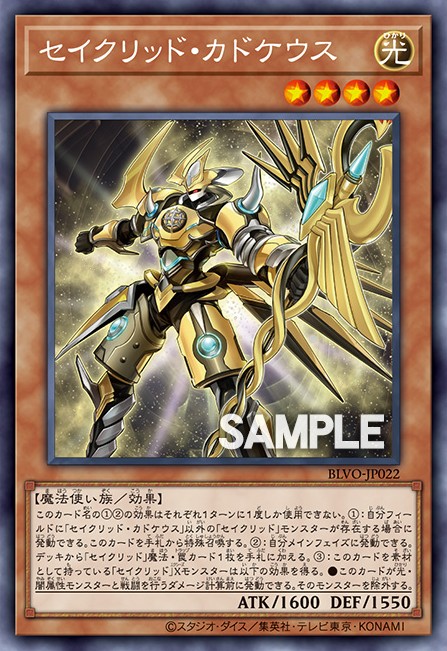 セイクリッド・カドケウス
ひかり
光
SAMPLE
BLVO-JP022
【魔法使い族／効果】
このカード名の①②の効果はそれぞれ1ターンに1度しか使用できない。①：自分フィー
ルドに「セイクリッド・カドケウス」以外の「セイクリッド」モンスターが存在する場合に
発動できる。このカードを手札から特殊召喚する。②：自分メインフェイズに発動できる。
デッキから「セイクリッド」魔法・罠カード1枚を手札に加える。③：このカードを素材
として持っている「セイクリッド」Xモンスターは以下の効果を得る。●このカードが光・
闇属性モンスターと戦闘を行うダメージ計算前に発動できる。そのモンスターを除外する。
ATK/1600 DEF/1550
©スタジオ・ダイス／集英社・テレビ東京・KONAMI